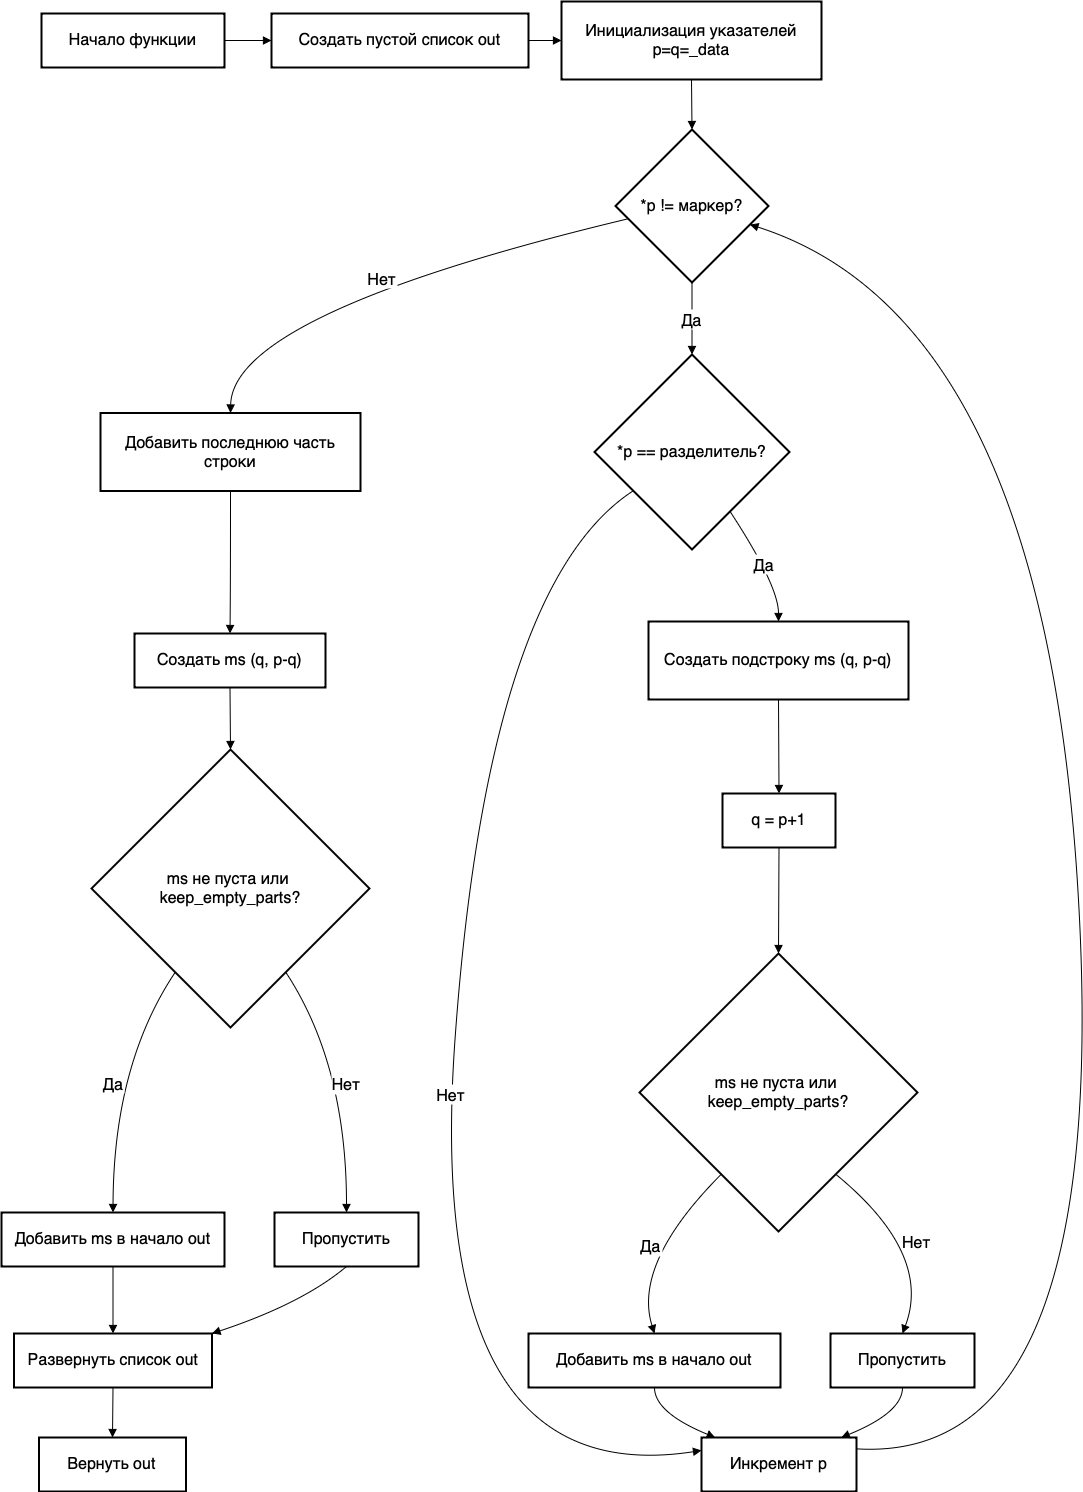 Начало функции
Создать пустой список out
Инициализация указателей
p=q=_data
*p != маркер?
Нет
Да
Добавить последнюю часть
строки
*p == разделитель?
Да
Создать ms (q, p-q)
Создать подстроку ms (q, p-q)
q = p+1
ms не пуста или
keep_empty_parts?
ms не пуста или
keep_empty_parts?
Да
Нет
Нет
Добавить ms в начало out
Пропустить
Да
Нет
Развернуть список out
Добавить ms в начало out
Пропустить
Вернуть out
Инкремент p